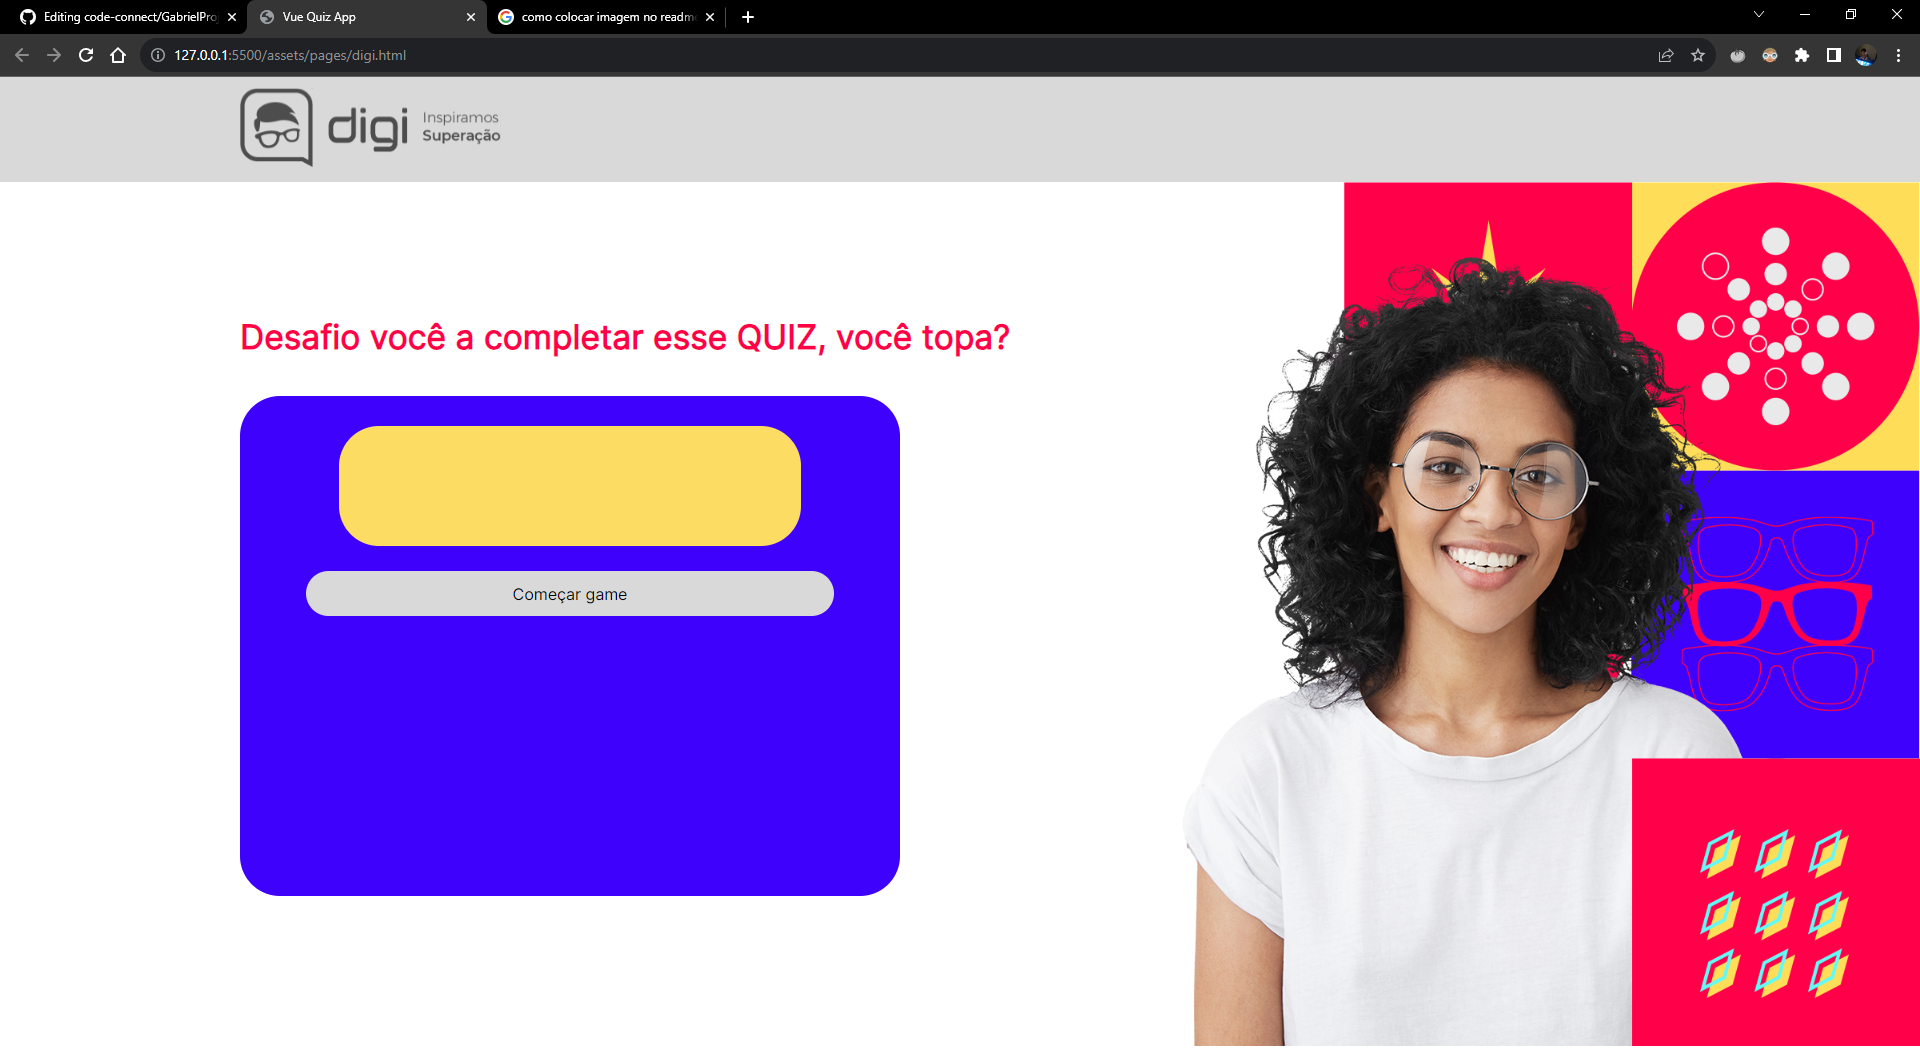 Editing code-connect/GabrielPro
Vue Quiz App
como colocar imagem no readme
127.0.0.1:5500/assets/pages/digi.html
digi
Inspiramos
Superação
Desafio você a completar esse QUIZ, você topa?
Começar game